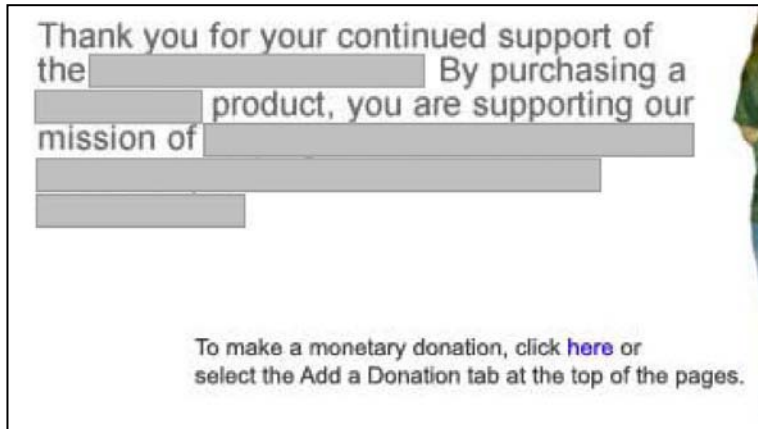 Thank you for your continued support of
the By purchasing a
product, you are supporting our
mission of
To make a monetary donation, click here or
select the Add a Donation tab at the top of the pages.